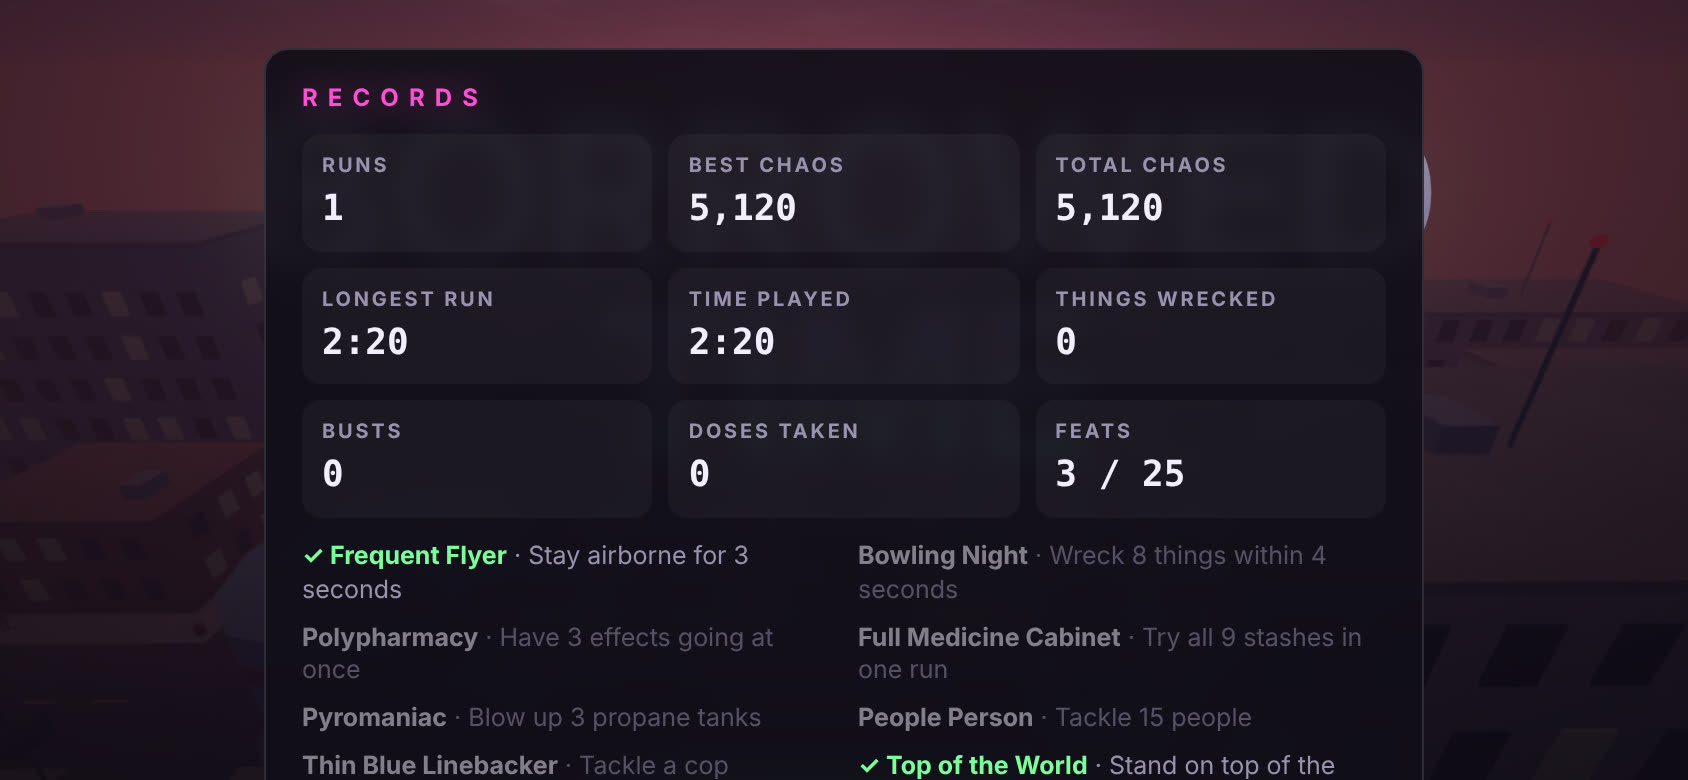 RECORDS
RUNS
1
BEST CHAOS
5,120
TOTAL CHAOS
5,120
LONGEST RUN
2:20
TIME PLAYED
2:20
THINGS WRECKED
0
BUSTS
0
DOSES TAKEN
0
FEATS
3 / 25
✓ Frequent Flyer · Stay airborne for 3
seconds
Bowling Night · Wreck 8 things within 4
seconds
Polypharmacy · Have 3 effects going at
once
Full Medicine Cabinet · Try all 9 stashes in
one run
Pyromaniac · Blow up 3 propane tanks
People Person · Tackle 15 people
Thin Blue Linebacker · Tackle a cop
✓ Top of the World · Stand on top of the